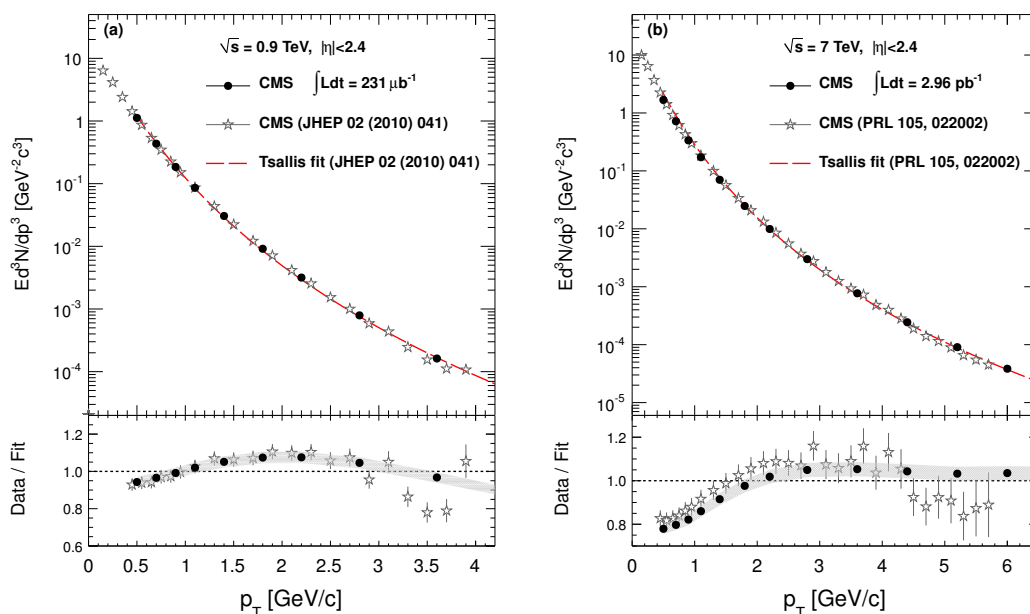 (a)
√s = 0.9 TeV, |η|<2.4
CMS ∫Ldt = 231 μb⁻¹
CMS (JHEP 02 (2010) 041)
Tsallis fit (JHEP 02 (2010) 041)
Ed³N/dp³ [GeV⁻²c³]
10
1
10⁻¹
10⁻²
10⁻³
10⁻⁴
Data / Fit
1.2
1.0
0.8
0.6
0 0.5 1 1.5 2 2.5 3 3.5 4
p_T [GeV/c]
(b)
√s = 7 TeV, |η|<2.4
CMS ∫Ldt = 2.96 pb⁻¹
CMS (PRL 105, 022002)
Tsallis fit (PRL 105, 022002)
Ed³N/dp³ [GeV⁻²c³]
10
1
10⁻¹
10⁻²
10⁻³
10⁻⁴
10⁻⁵
Data / Fit
1.2
1.0
0.8
0 1 2 3 4 5 6
p_T [GeV/c]